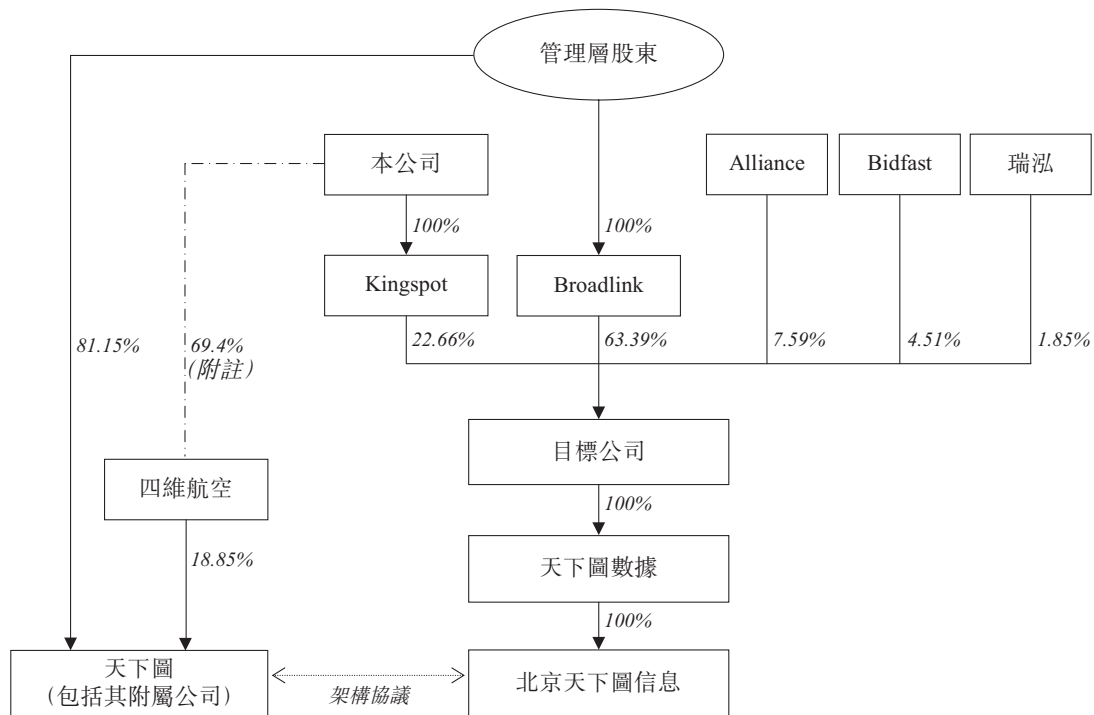 管理層股東
本公司
Alliance
Bidfast
瑞泓
100%
100%
Kingspot
Broadlink
81.15%
69.4%
(附註)
22.66%
63.39%
7.59%
4.51%
1.85%
目標公司
四維航空
100%
18.85%
天下圖數據
100%
天下圖
(包括其附屬公司)
架構協議
北京天下圖信息